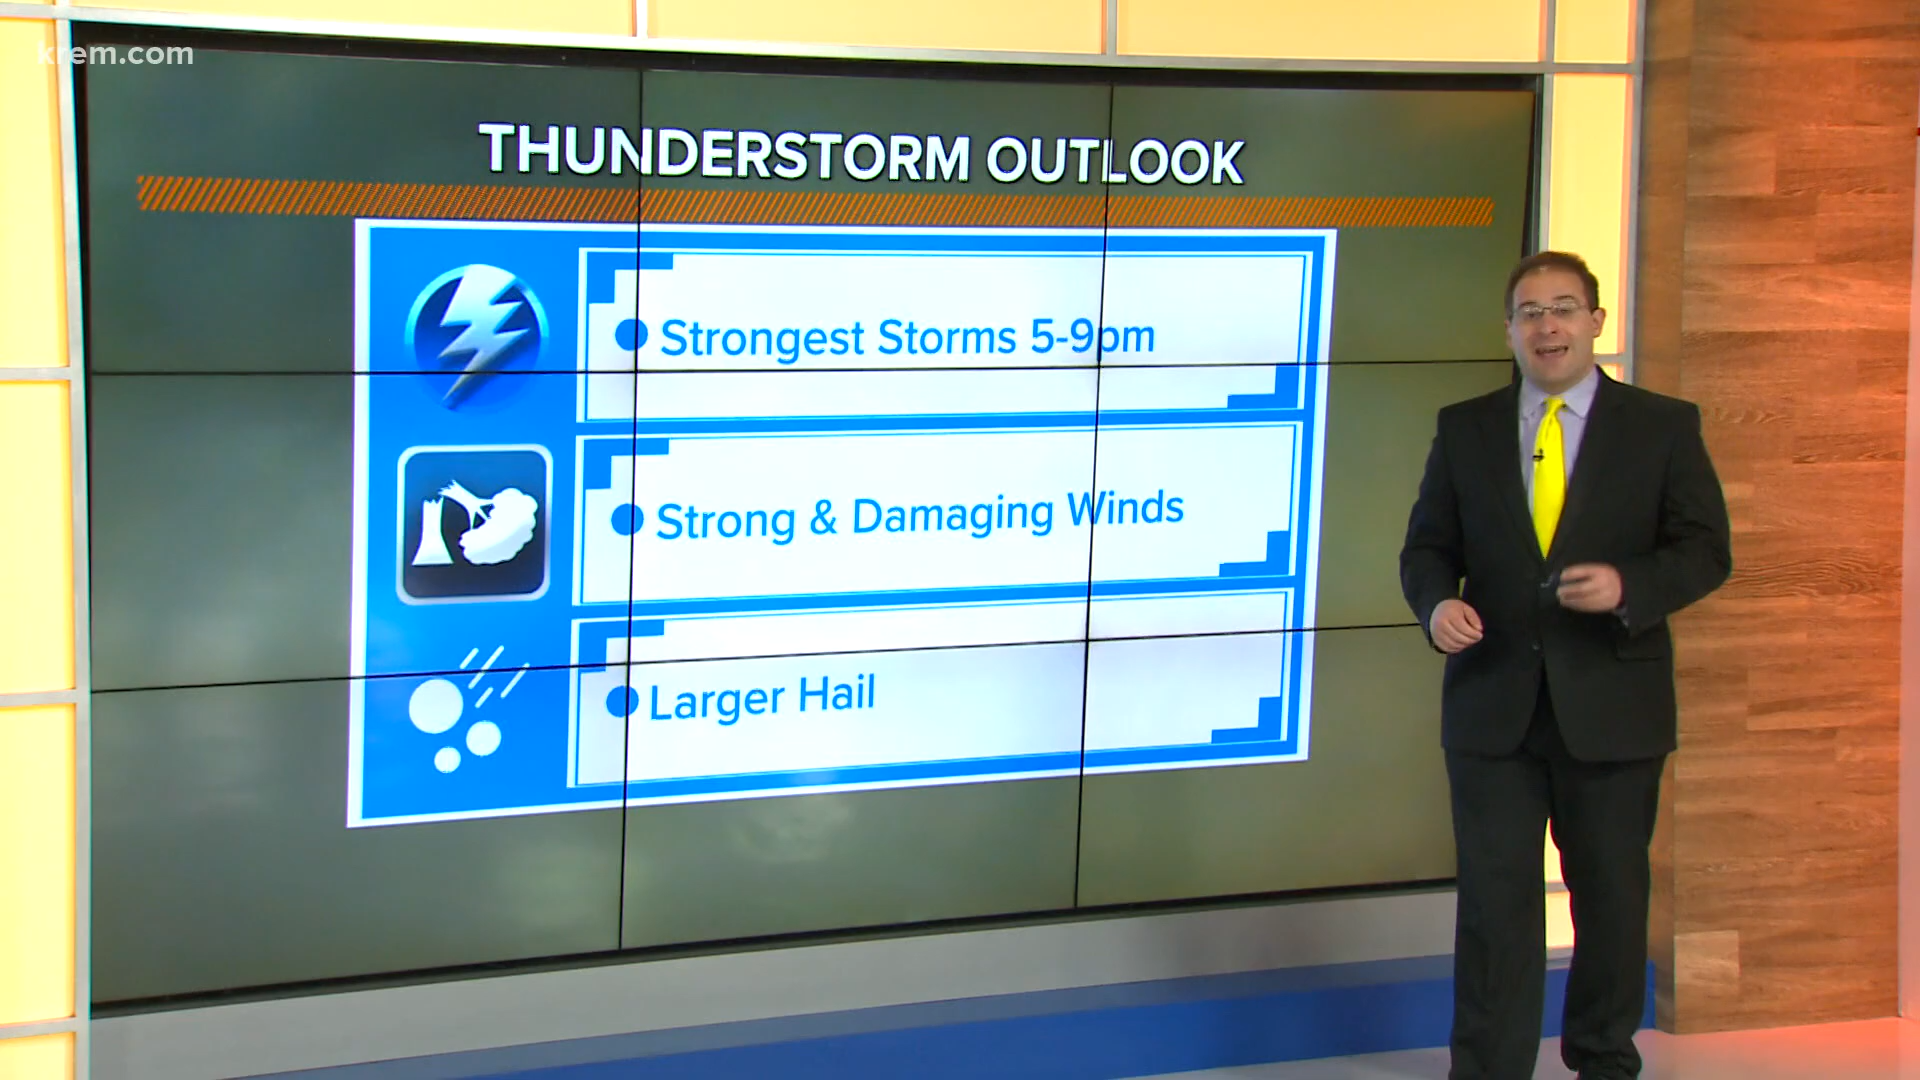 krem.com
THUNDERSTORM OUTLOOK
Strongest Storms 5-9pm
Strong & Damaging Winds
Larger Hail